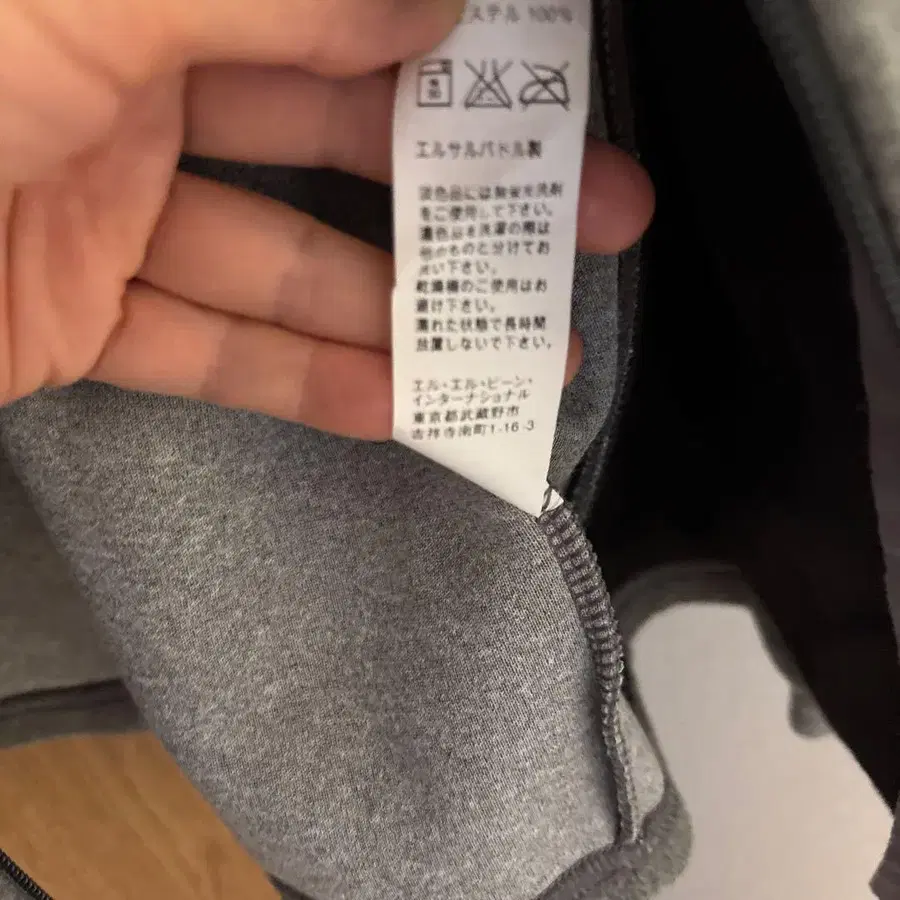 エステル 100%
エルサルバドル製
淡色品には無蛍光洗剤
をご使用して下さい。
濃色品を洗濯の際は
他のものと分けてお
洗い下さい。
乾燥機のご使用はお
避け下さい。
濡れた状態で長時間
放置しないで下さい。
エル・エル・ビーン・
インターナショナル
東京都武蔵野市
吉祥寺南町1-16-3